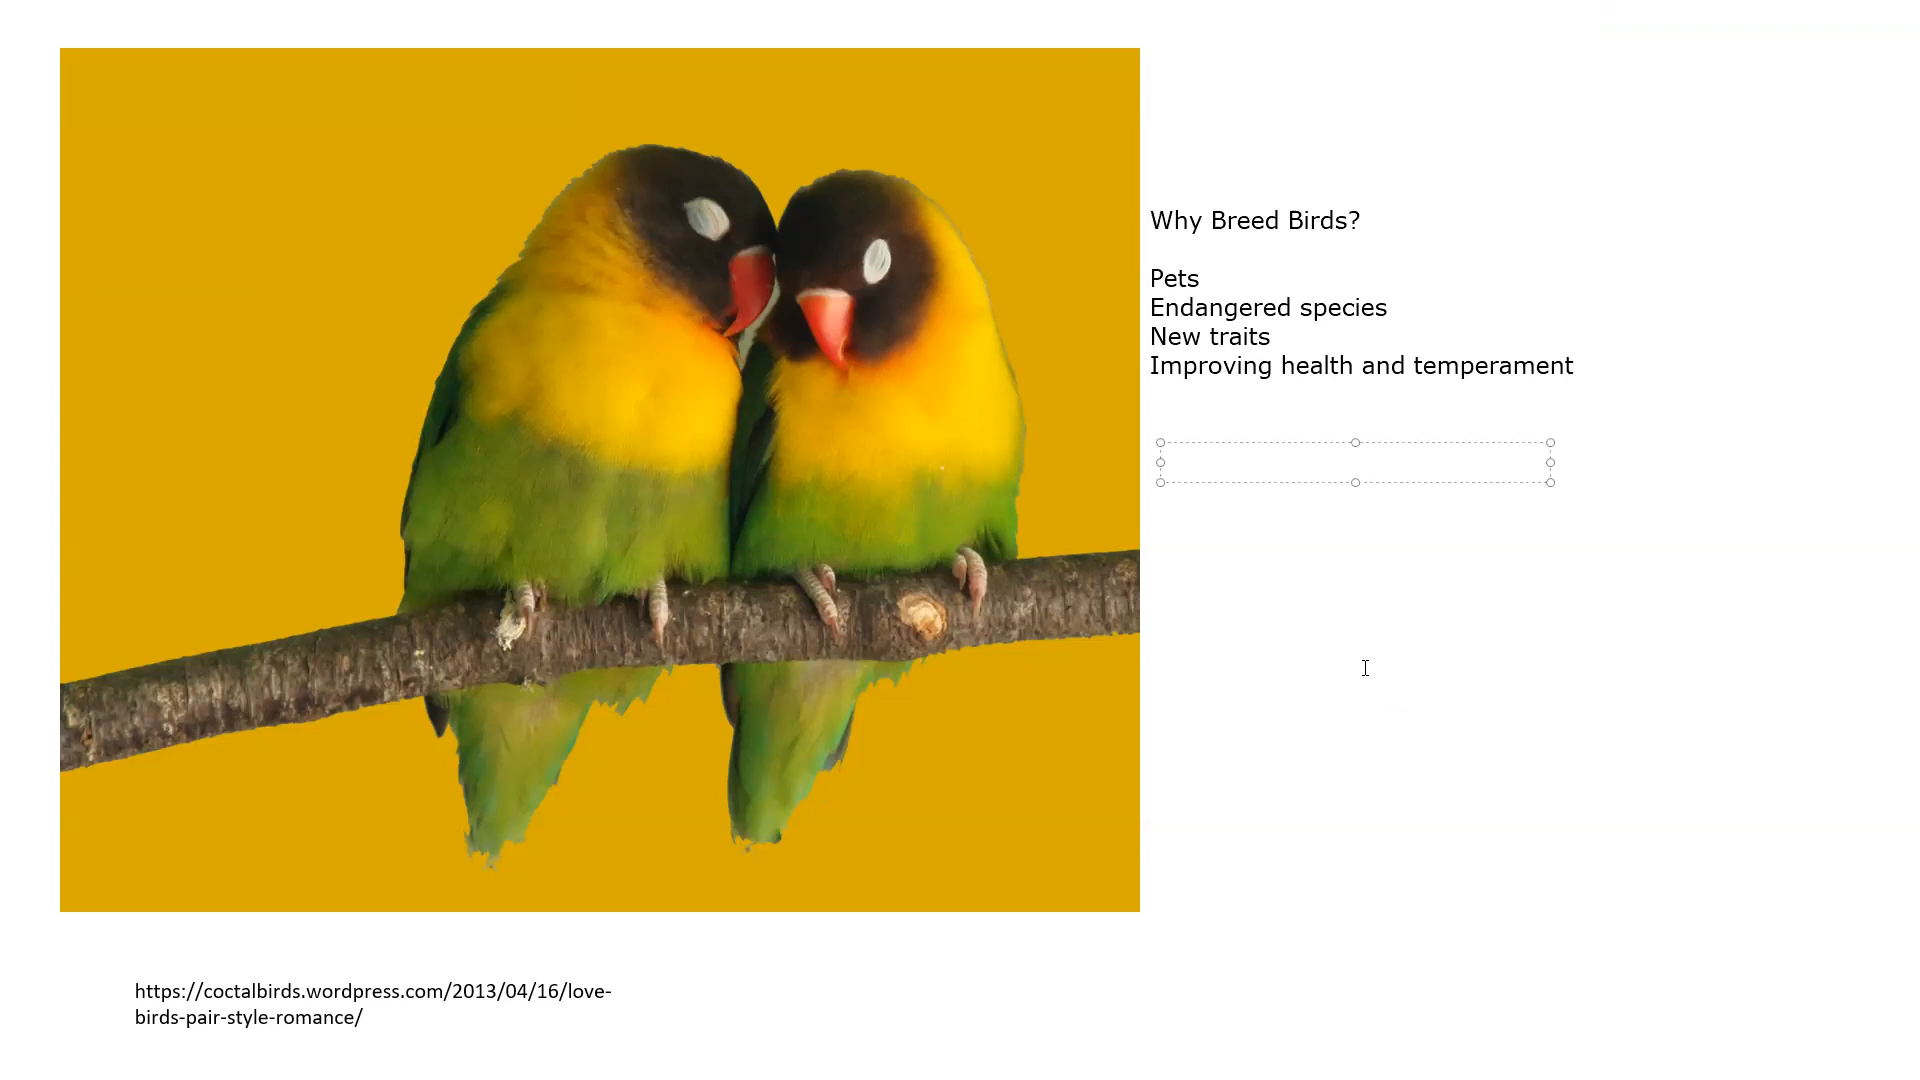 Why Breed Birds?
Pets
Endangered species
New traits
Improving health and temperament
https://coctalbirds.wordpress.com/2013/04/16/love-
birds-pair-style-romance/